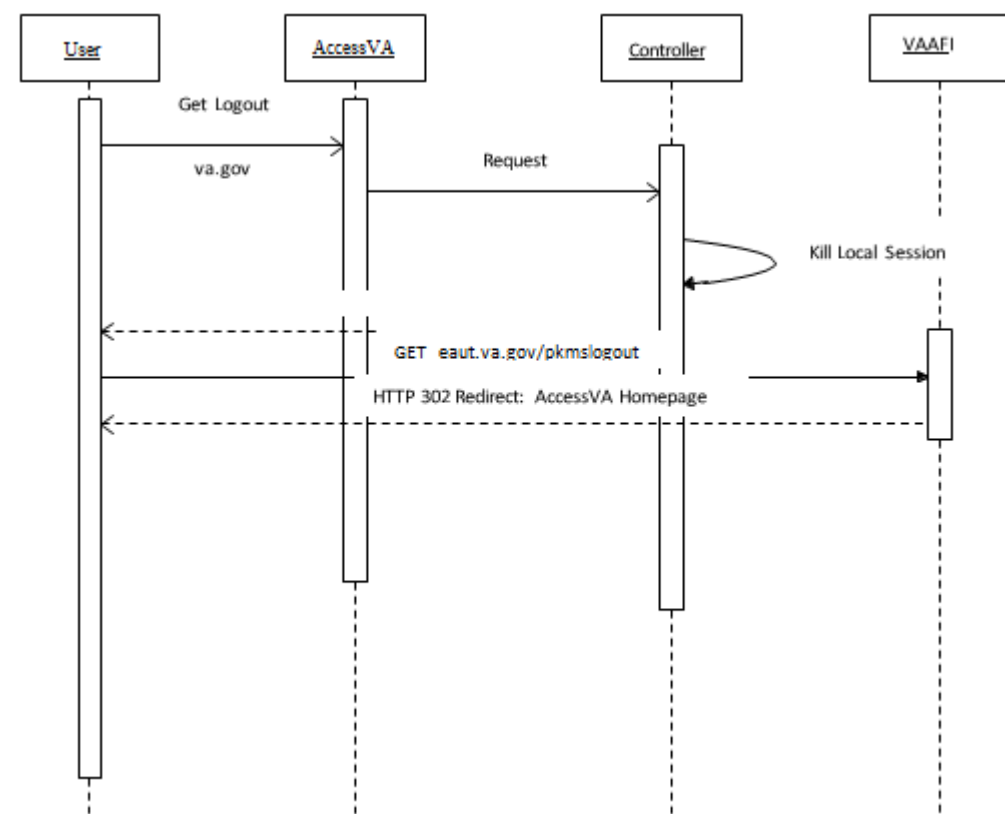 User
AccessVA
Controller
VAAFI
Get Logout
va.gov
Request
Kill Local Session
GET eaut.va.gov/pkmslogout
HTTP 302 Redirect: AccessVA Homepage